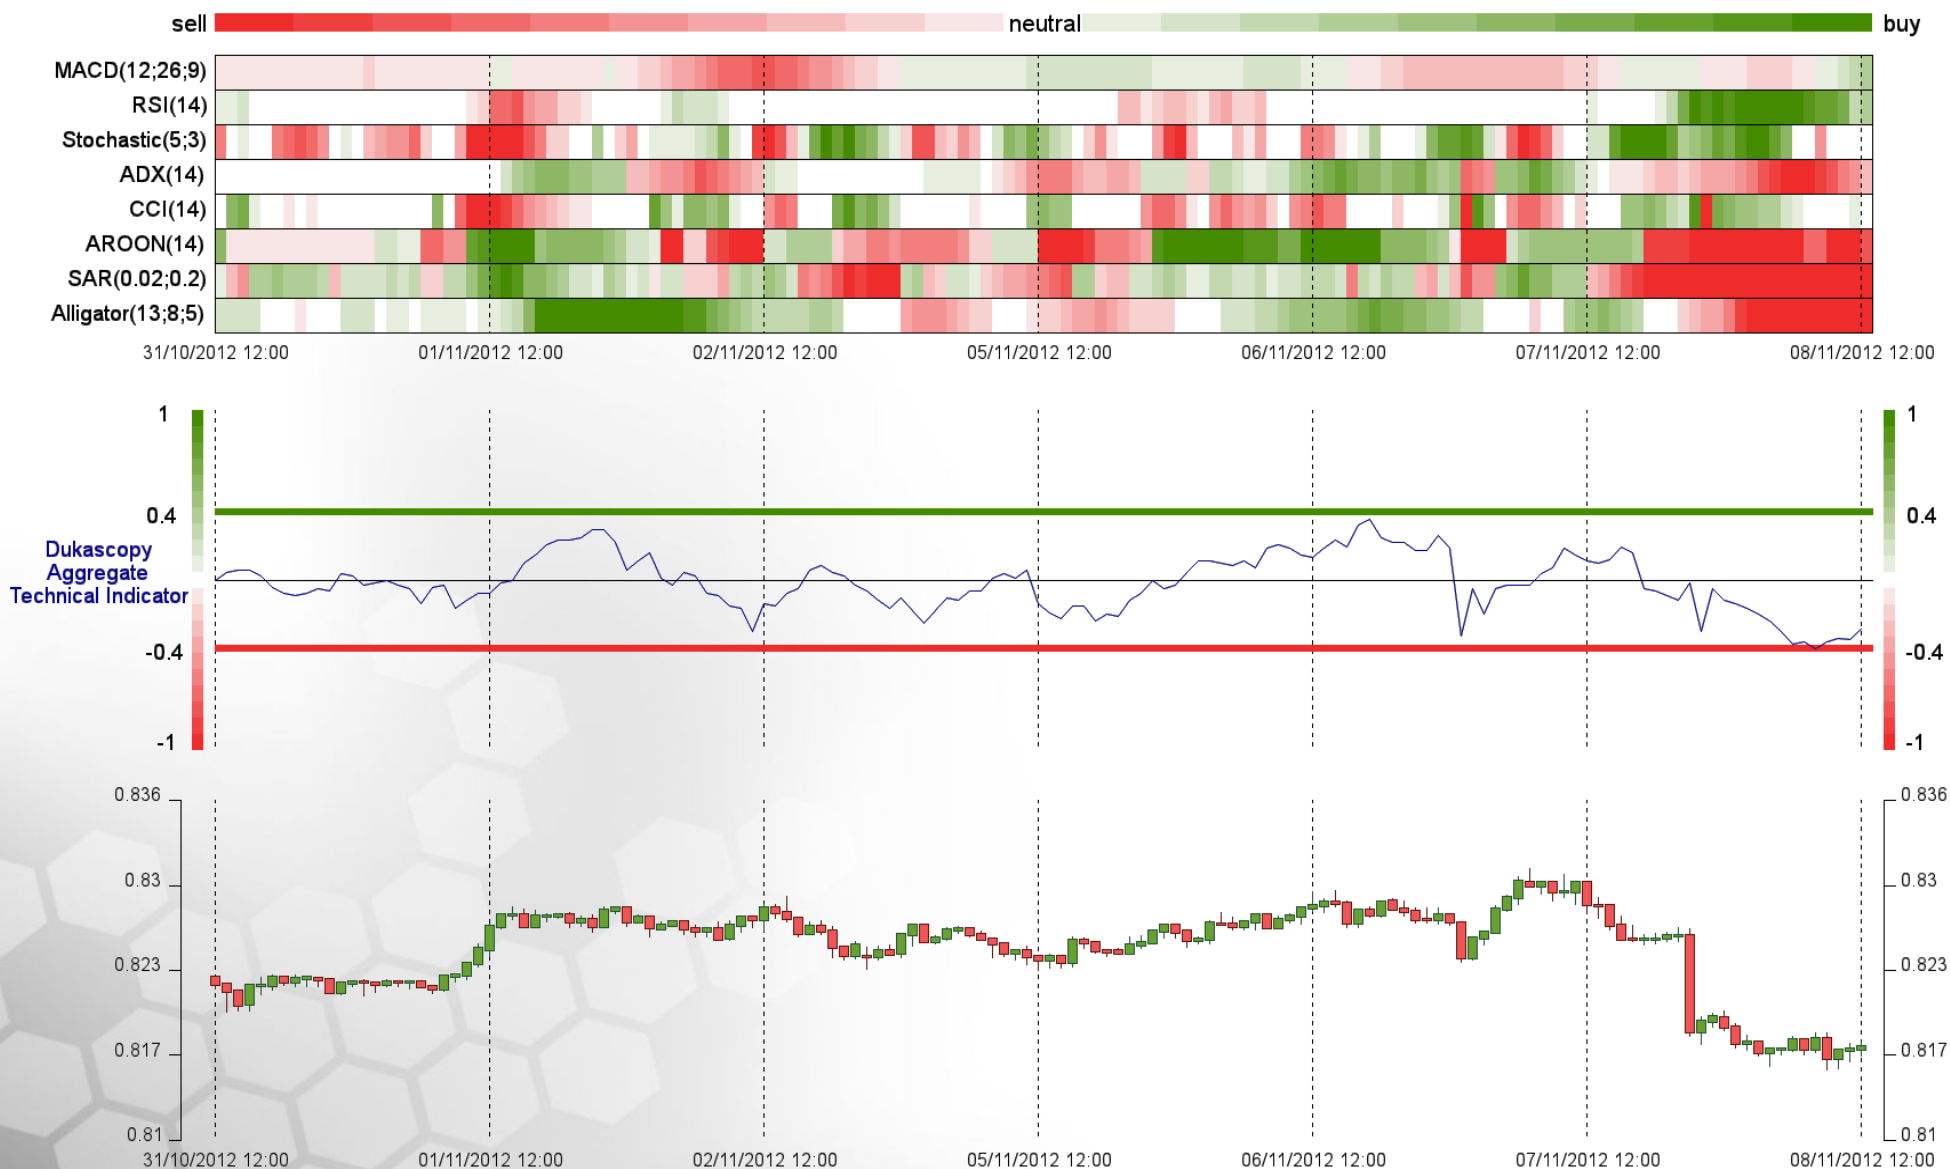 sell neutral buy
MACD(12;26;9)
RSI(14)
Stochastic(5;3)
ADX(14)
CCI(14)
AROON(14)
SAR(0.02;0.2)
Alligator(13;8;5)
31/10/2012 12:00 01/11/2012 12:00 02/11/2012 12:00 05/11/2012 12:00 06/11/2012 12:00 07/11/2012 12:00 08/11/2012 12:00
1 1
0.4 0.4
Dukascopy
Aggregate
Technical Indicator
-0.4 -0.4
-1 -1
0.836 0.836
0.83 0.83
0.823 0.823
0.817 0.817
0.81 0.81
31/10/2012 12:00 01/11/2012 12:00 02/11/2012 12:00 05/11/2012 12:00 06/11/2012 12:00 07/11/2012 12:00 08/11/2012 12:00